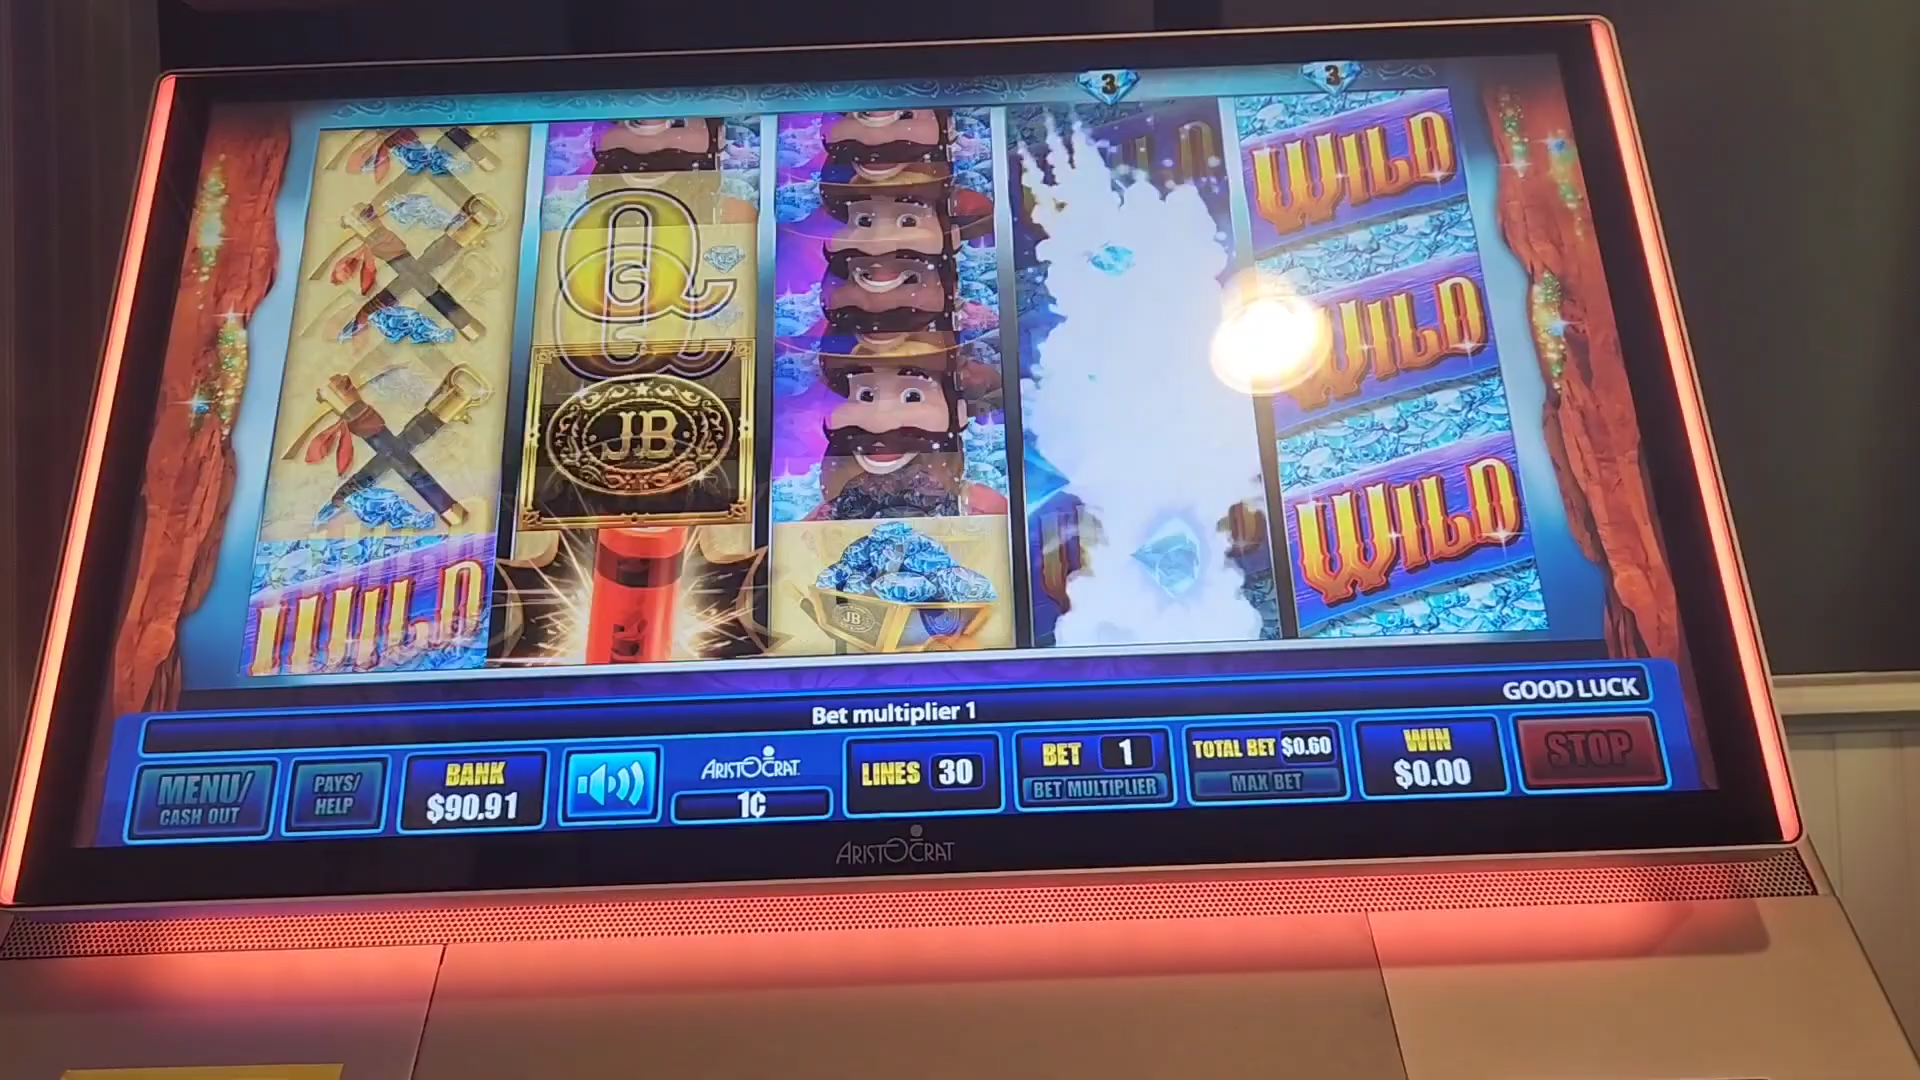 3 3
WILD
Q
WILD
JB
WILD
JB
WILD
GOOD LUCK
Bet multiplier 1
MENU/
CASH OUT
PAYS/
HELP
BANK
$90.91
ARISTOCRAT
1¢
LINES 30
BET 1
BET MULTIPLIER
TOTAL BET $0.60
MAX BET
WIN
$0.00
STOP
ARISTOCRAT